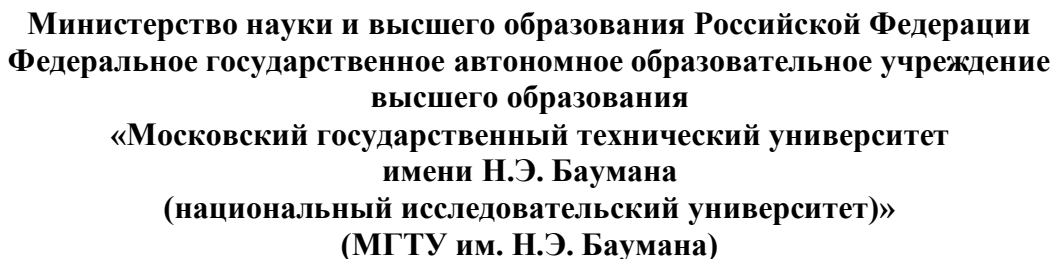 Министерство науки и высшего образования Российской Федерации
Федеральное государственное автономное образовательное учреждение
высшего образования
«Московский государственный технический университет
имени Н.Э. Баумана
(национальный исследовательский университет)»
(МГТУ им. Н.Э. Баумана)